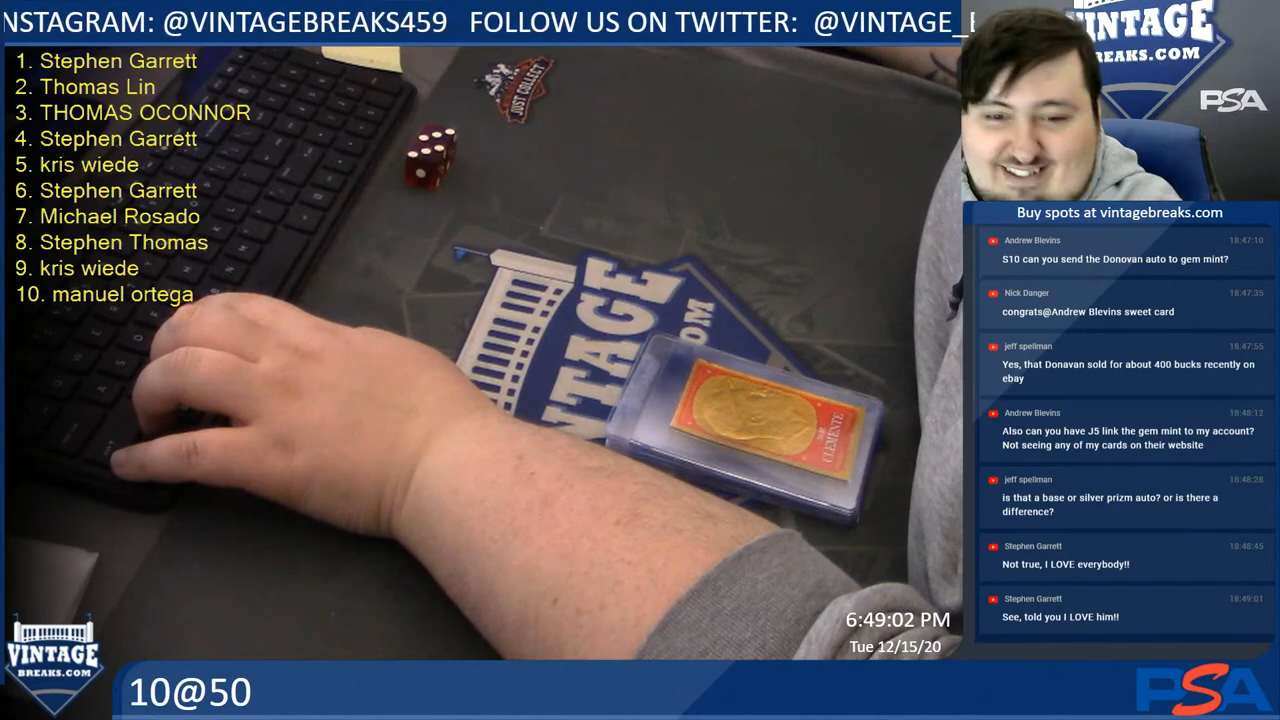 NSTAGRAM: @VINTAGEBREAKS459 FOLLOW US ON TWITTER: @VINTAGE_
VINTAGE
BREAKS.COM
PSA
1. Stephen Garrett
2. Thomas Lin
3. THOMAS OCONNOR
4. Stephen Garrett
5. kris wiede
6. Stephen Garrett
7. Michael Rosado
8. Stephen Thomas
9. kris wiede
10. manuel ortega
JUST COLLECT
NTAGE
OM
CLEMENTE
Buy spots at vintagebreaks.com
Andrew Blevins 18:47:10
S10 can you send the Donovan auto to gem mint?
Nick Danger 18:47:35
congrats@Andrew Blevins sweet card
jeff spellman 18:47:55
Yes, that Donavan sold for about 400 bucks recently on
ebay
Andrew Blevins 18:48:12
Also can you have J5 link the gem mint to my account?
Not seeing any of my cards on their website
jeff spellman 18:48:28
is that a base or silver prizm auto? or is there a
difference?
Stephen Garrett 18:48:45
Not true, I LOVE everybody!!
Stephen Garrett 18:49:01
See, told you I LOVE him!!
6:49:02 PM
Tue 12/15/20
VINTAGE
BREAKS.COM
10@50
PSA